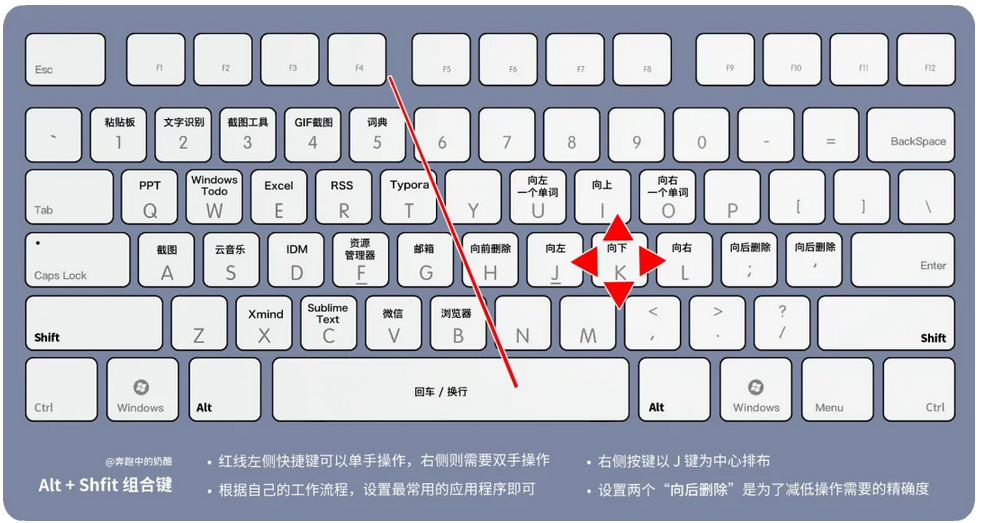 Esc F1 F2 F3 F4 F5 F6 F7 F8 F9 F10 F11 F12
粘贴板 文字识别 截图工具 GIF截图 词典
` 1 2 3 4 5 6 7 8 9 0 - = BackSpace
PPT Windows Todo Excel RSS Typora 向左 一个单词 向上 向右 一个单词
Tab Q W E R T Y U I O P [ ] \
截图 云音乐 IDM 资源 管理器 邮箱 向前删除 向左 向下 向右 向后删除 向后删除
Caps Lock A S D F G H J K L ; ' Enter
Xmind Sublime Text 微信 浏览器 < > ?
Shift Z X C V B N M , . / Shift
回车 / 换行
Ctrl Windows Alt Alt Windows Menu Ctrl
@奔跑中的奶酪
Alt + Shfit 组合键
• 红线左侧快捷键可以单手操作，右侧则需要双手操作
• 根据自己的工作流程，设置最常用的应用程序即可
• 右侧按键以 J 键为中心排布
• 设置两个“向后删除”是为了减低操作需要的精确度